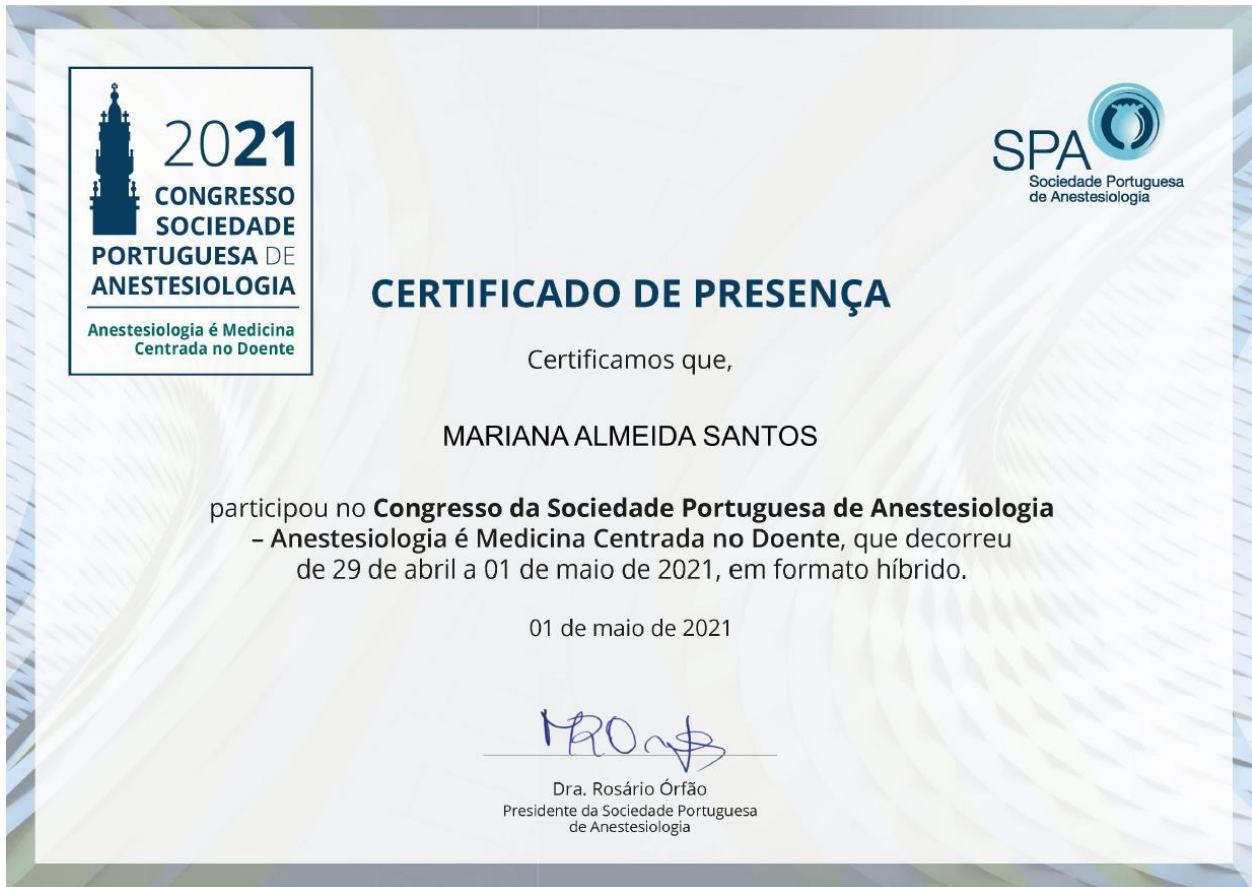 2021
CONGRESSO
SOCIEDADE
PORTUGUESA DE
ANESTESIOLOGIA
Anestesiologia é Medicina
Centrada no Doente
SPA
Sociedade Portuguesa
de Anestesiologia
CERTIFICADO DE PRESENÇA
Certificamos que,
MARIANA ALMEIDA SANTOS
participou no Congresso da Sociedade Portuguesa de Anestesiologia
– Anestesiologia é Medicina Centrada no Doente, que decorreu
de 29 de abril a 01 de maio de 2021, em formato híbrido.
01 de maio de 2021
Dra. Rosário Órfão
Presidente da Sociedade Portuguesa
de Anestesiologia